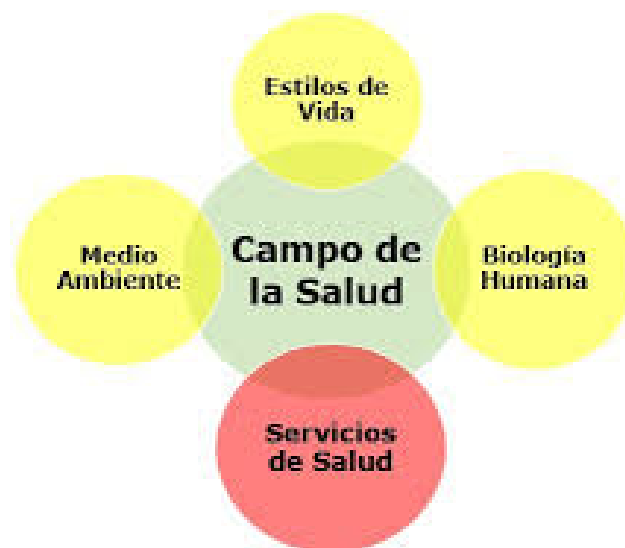 Estilos de
Vida
Medio
Ambiente
Campo de
la Salud
Biología
Humana
Servicios
de Salud